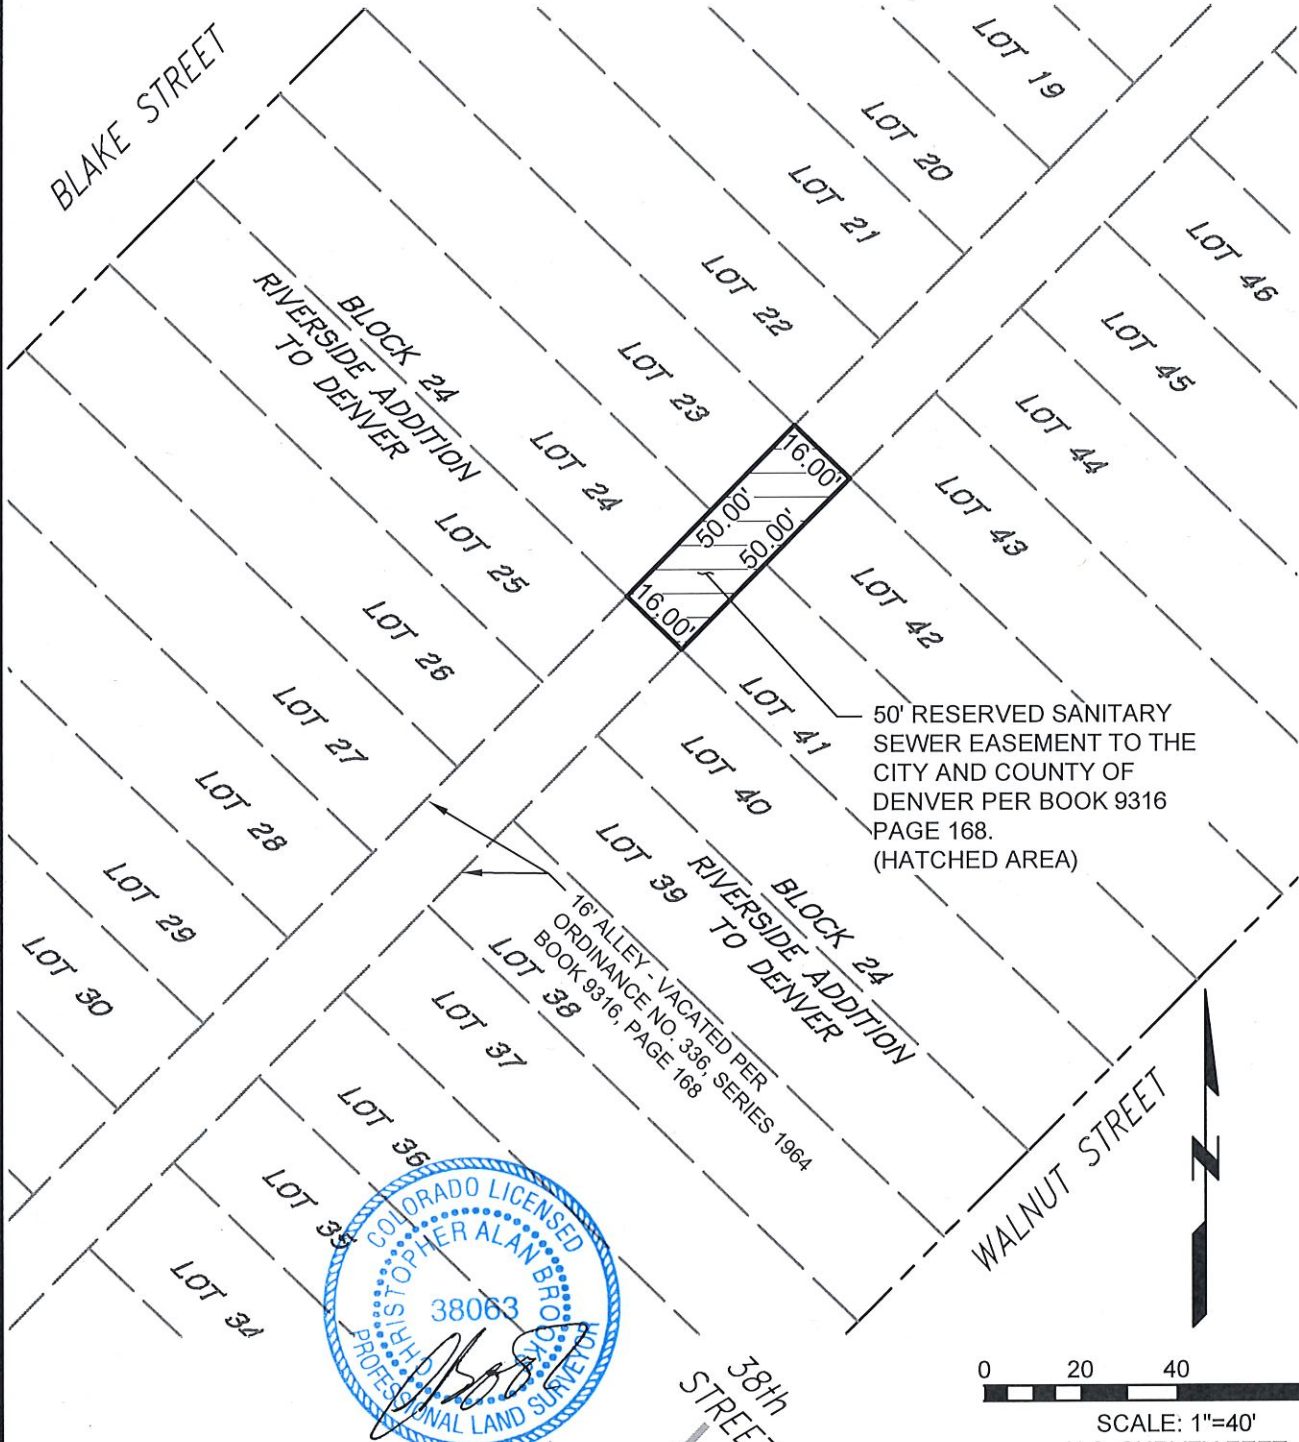 BLAKE STREET
LOT 19
LOT 20
LOT 21
LOT 22
LOT 23
LOT 24
LOT 25
LOT 26
LOT 27
LOT 28
LOT 29
LOT 30
BLOCK 24
RIVERSIDE ADDITION
TO DENVER
LOT 46
LOT 45
LOT 44
LOT 43
LOT 42
LOT 41
LOT 40
LOT 39
LOT 38
LOT 37
LOT 36
LOT 35
LOT 34
16.00'
50.00'
50.00'
16.00'
50' RESERVED SANITARY
SEWER EASEMENT TO THE
CITY AND COUNTY OF
DENVER PER BOOK 9316
PAGE 168.
(HATCHED AREA)
BLOCK 24
RIVERSIDE ADDITION
TO DENVER
16' ALLEY - VACATED PER
ORDINANCE NO. 336, SERIES 1964
BOOK 9316, PAGE 168
WALNUT STREET
N
COLORADO LICENSED
CHRISTOPHER ALAN BROOKS
38063
PROFESSIONAL LAND SURVEYOR
38th
STREET
0 20 40
SCALE: 1"=40'